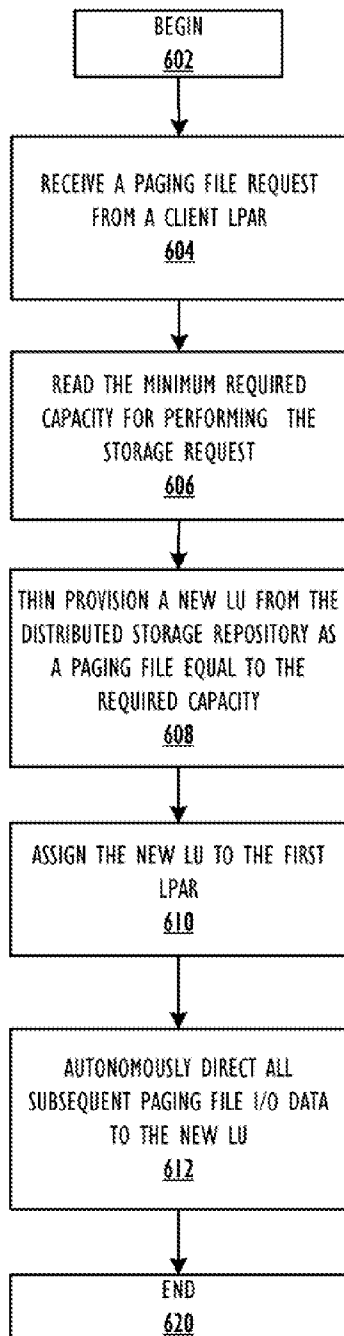 BEGIN
602
RECEIVE A PAGING FILE REQUEST
FROM A CLIENT LPAR
604
READ THE MINIMUM REQUIRED
CAPACITY FOR PERFORMING THE
STORAGE REQUEST
606
THIN PROVISION A NEW LU FROM THE
DISTRIBUTED STORAGE REPOSITORY AS
A PAGING FILE EQUAL TO THE
REQUIRED CAPACITY
608
ASSIGN THE NEW LU TO THE FIRST
LPAR
610
AUTONOMOUSLY DIRECT ALL
SUBSEQUENT PAGING FILE I/O DATA
TO THE NEW LU
612
END
620